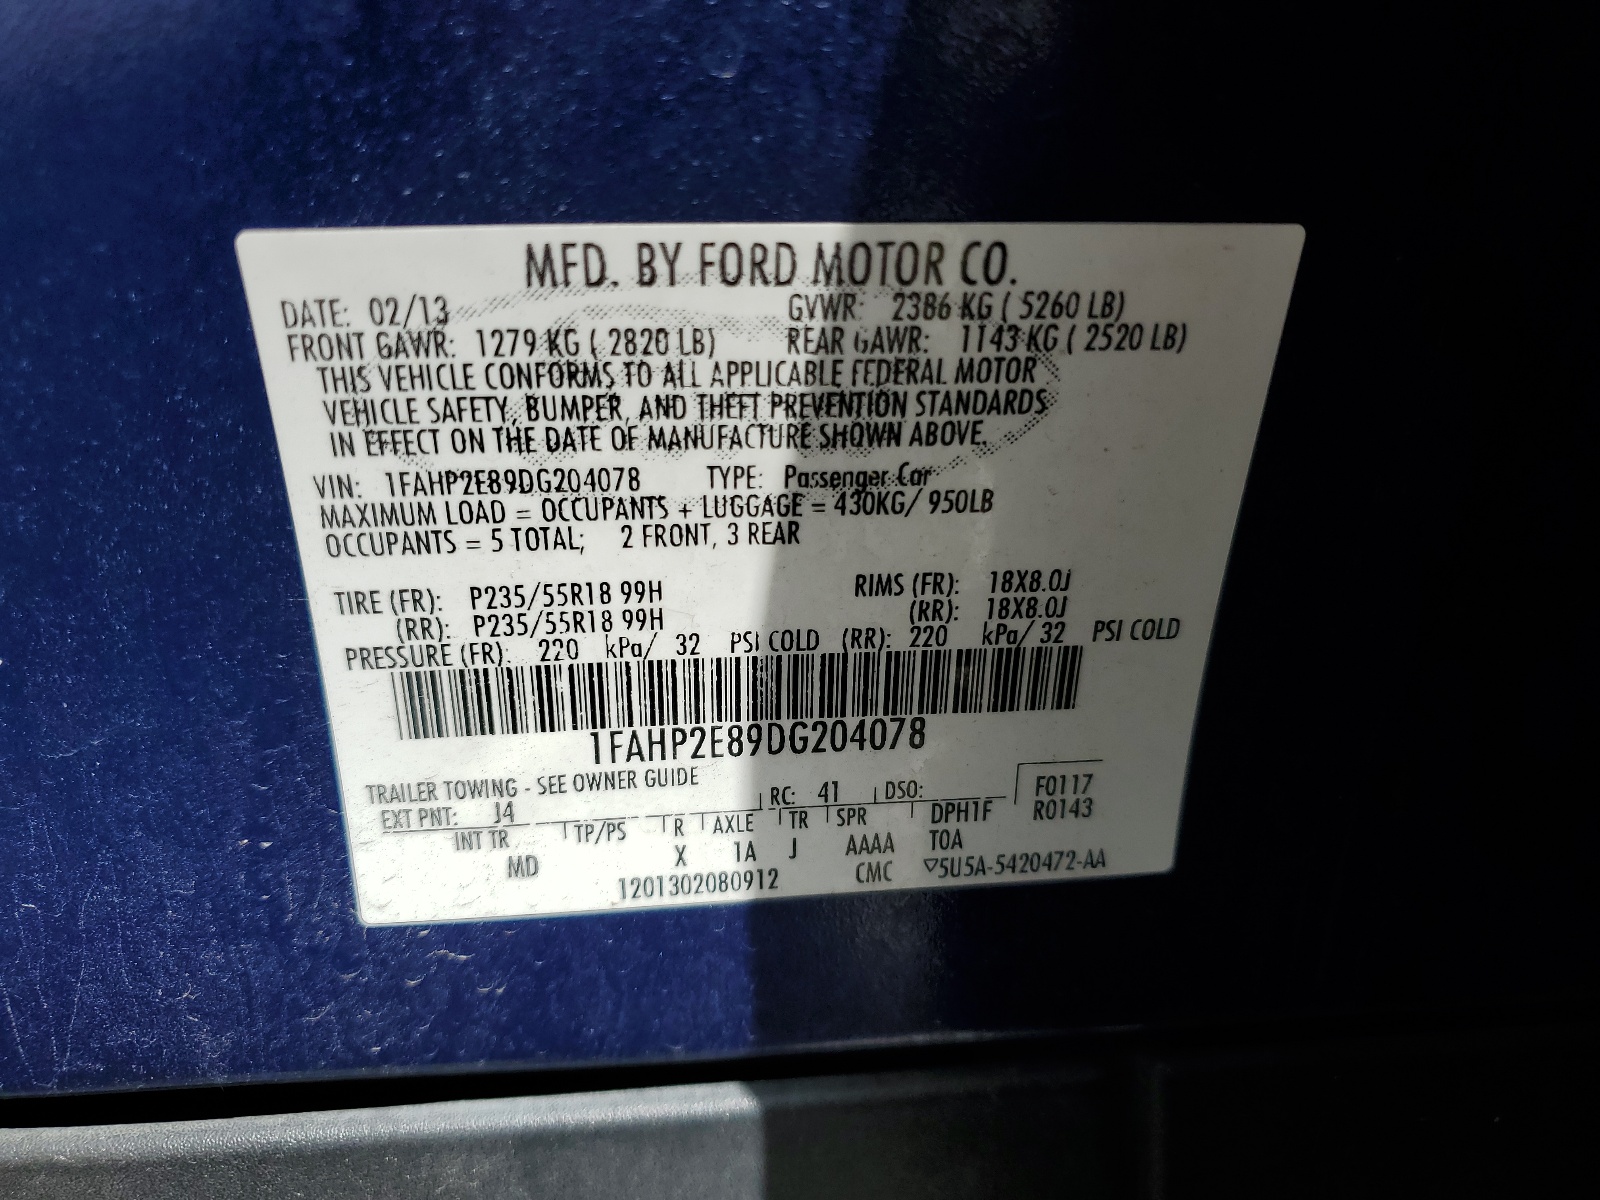 MFD. BY FORD MOTOR CO.
DATE: 02/13 GVWR: 2386 KG ( 5260 LB)
FRONT GAWR: 1279 KG ( 2820 LB) REAR GAWR: 1143 KG ( 2520 LB)
THIS VEHICLE CONFORMS TO ALL APPLICABLE FEDERAL MOTOR
VEHICLE SAFETY, BUMPER, AND THEFT PREVENTION STANDARDS
IN EFFECT ON THE DATE OF MANUFACTURE SHOWN ABOVE.
VIN: 1FAHP2E89DG204078 TYPE: Passenger Car
MAXIMUM LOAD = OCCUPANTS + LUGGAGE = 430KG/ 950LB
OCCUPANTS = 5 TOTAL; 2 FRONT, 3 REAR
TIRE (FR): P235/55R18 99H RIMS (FR): 18X8.0J
(RR): P235/55R18 99H (RR): 18X8.0J
PRESSURE (FR): 220 kPa/ 32 PSI COLD (RR): 220 kPa/ 32 PSI COLD
1FAHP2E89DG204078
TRAILER TOWING - SEE OWNER GUIDE
EXT PNT: J4 RC: 41 DSO: F0117
INT TR TP/PS R AXLE TR SPR DPH1F R0143
MD X 1A J AAAA T0A
1201302080912 CMC ▽5U5A-5420472-AA